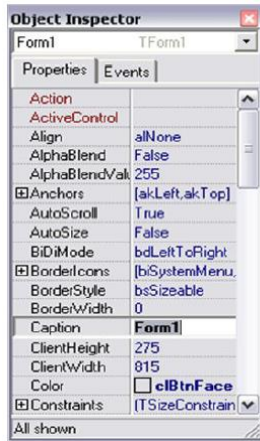 Object Inspector
Form1 TForm1
Properties Events
Action
ActiveControl
Align alNone
AlphaBlend False
AlphaBlendValu 255
Anchors [akLeft,akTop]
AutoScroll True
AutoSize False
BiDiMode bdLeftToRight
BorderIcons [biSystemMenu,
BorderStyle bsSizeable
BorderWidth 0
Caption Form1
ClientHeight 275
ClientWidth 815
Color clBtnFace
Constraints (TSizeConstrain
All shown